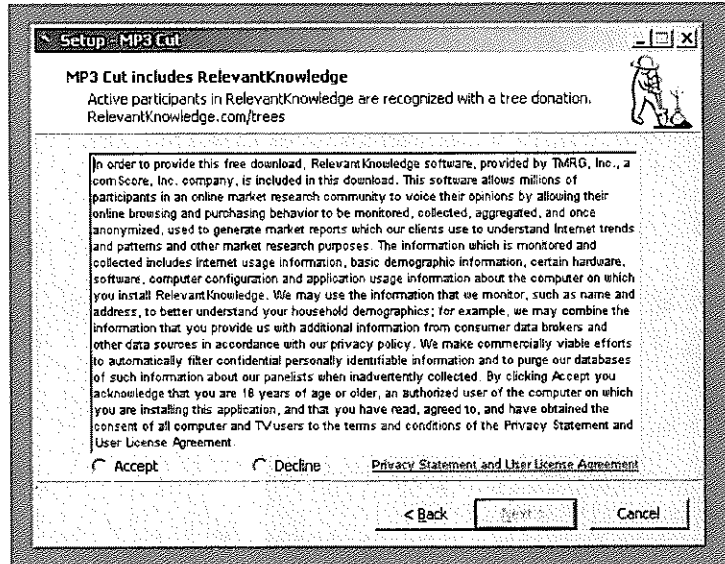 Setup - MP3 Cut
MP3 Cut includes RelevantKnowledge
Active participants in RelevantKnowledge are recognized with a tree donation.
RelevantKnowledge.com/trees
In order to provide this free download, RelevantKnowledge software, provided by TMRG, Inc., a
comScore, Inc. company, is included in this download. This software allows millions of
participants in an online market research community to voice their opinions by allowing their
online browsing and purchasing behavior to be monitored, collected, aggregated, and once
anonymized, used to generate market reports which our clients use to understand Internet trends
and patterns and other market research purposes. The information which is monitored and
collected includes internet usage information, basic demographic information, certain hardware,
software, computer configuration and application usage information about the computer on which
you install RelevantKnowledge. We may use the information that we monitor, such as name and
address, to better understand your household demographics; for example, we may combine the
information that you provide us with additional information from consumer data brokers and
other data sources in accordance with our privacy policy. We make commercially viable efforts
to automatically filter confidential personally identifiable information and to purge our databases
of such information about our panelists when inadvertently collected. By clicking Accept you
acknowledge that you are 18 years of age or older, an authorized user of the computer on which
you are installing this application, and that you have read, agreed to, and have obtained the
consent of all computer and TV users to the terms and conditions of the Privacy Statement and
User License Agreement.
Accept Decline Privacy Statement and User License Agreement
< Back Next > Cancel